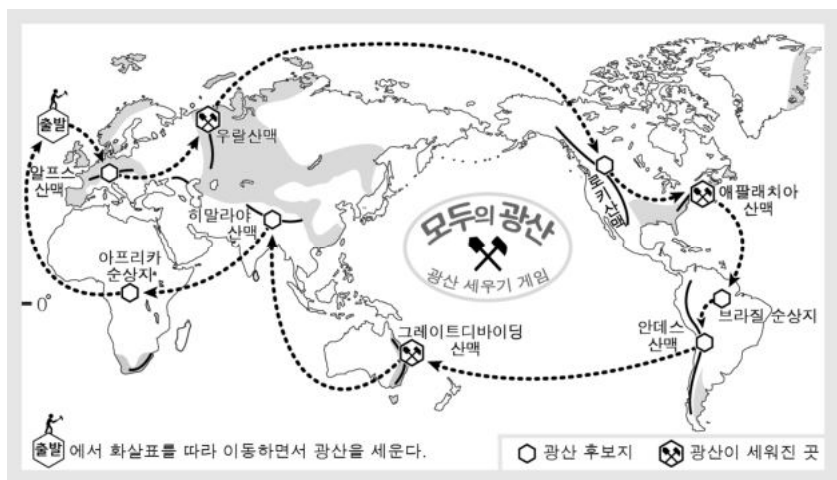 출발
우랄산맥
알프스
산맥
히말라야
산맥
아프리카
순상지
0°
모두의 광산
광산 세우기 게임
로키산맥
애팔래치아
산맥
브라질 순상지
안데스
산맥
그레이트디바이딩
산맥
출발 에서 화살표를 따라 이동하면서 광산을 세운다.
광산 후보지
광산이 세워진 곳